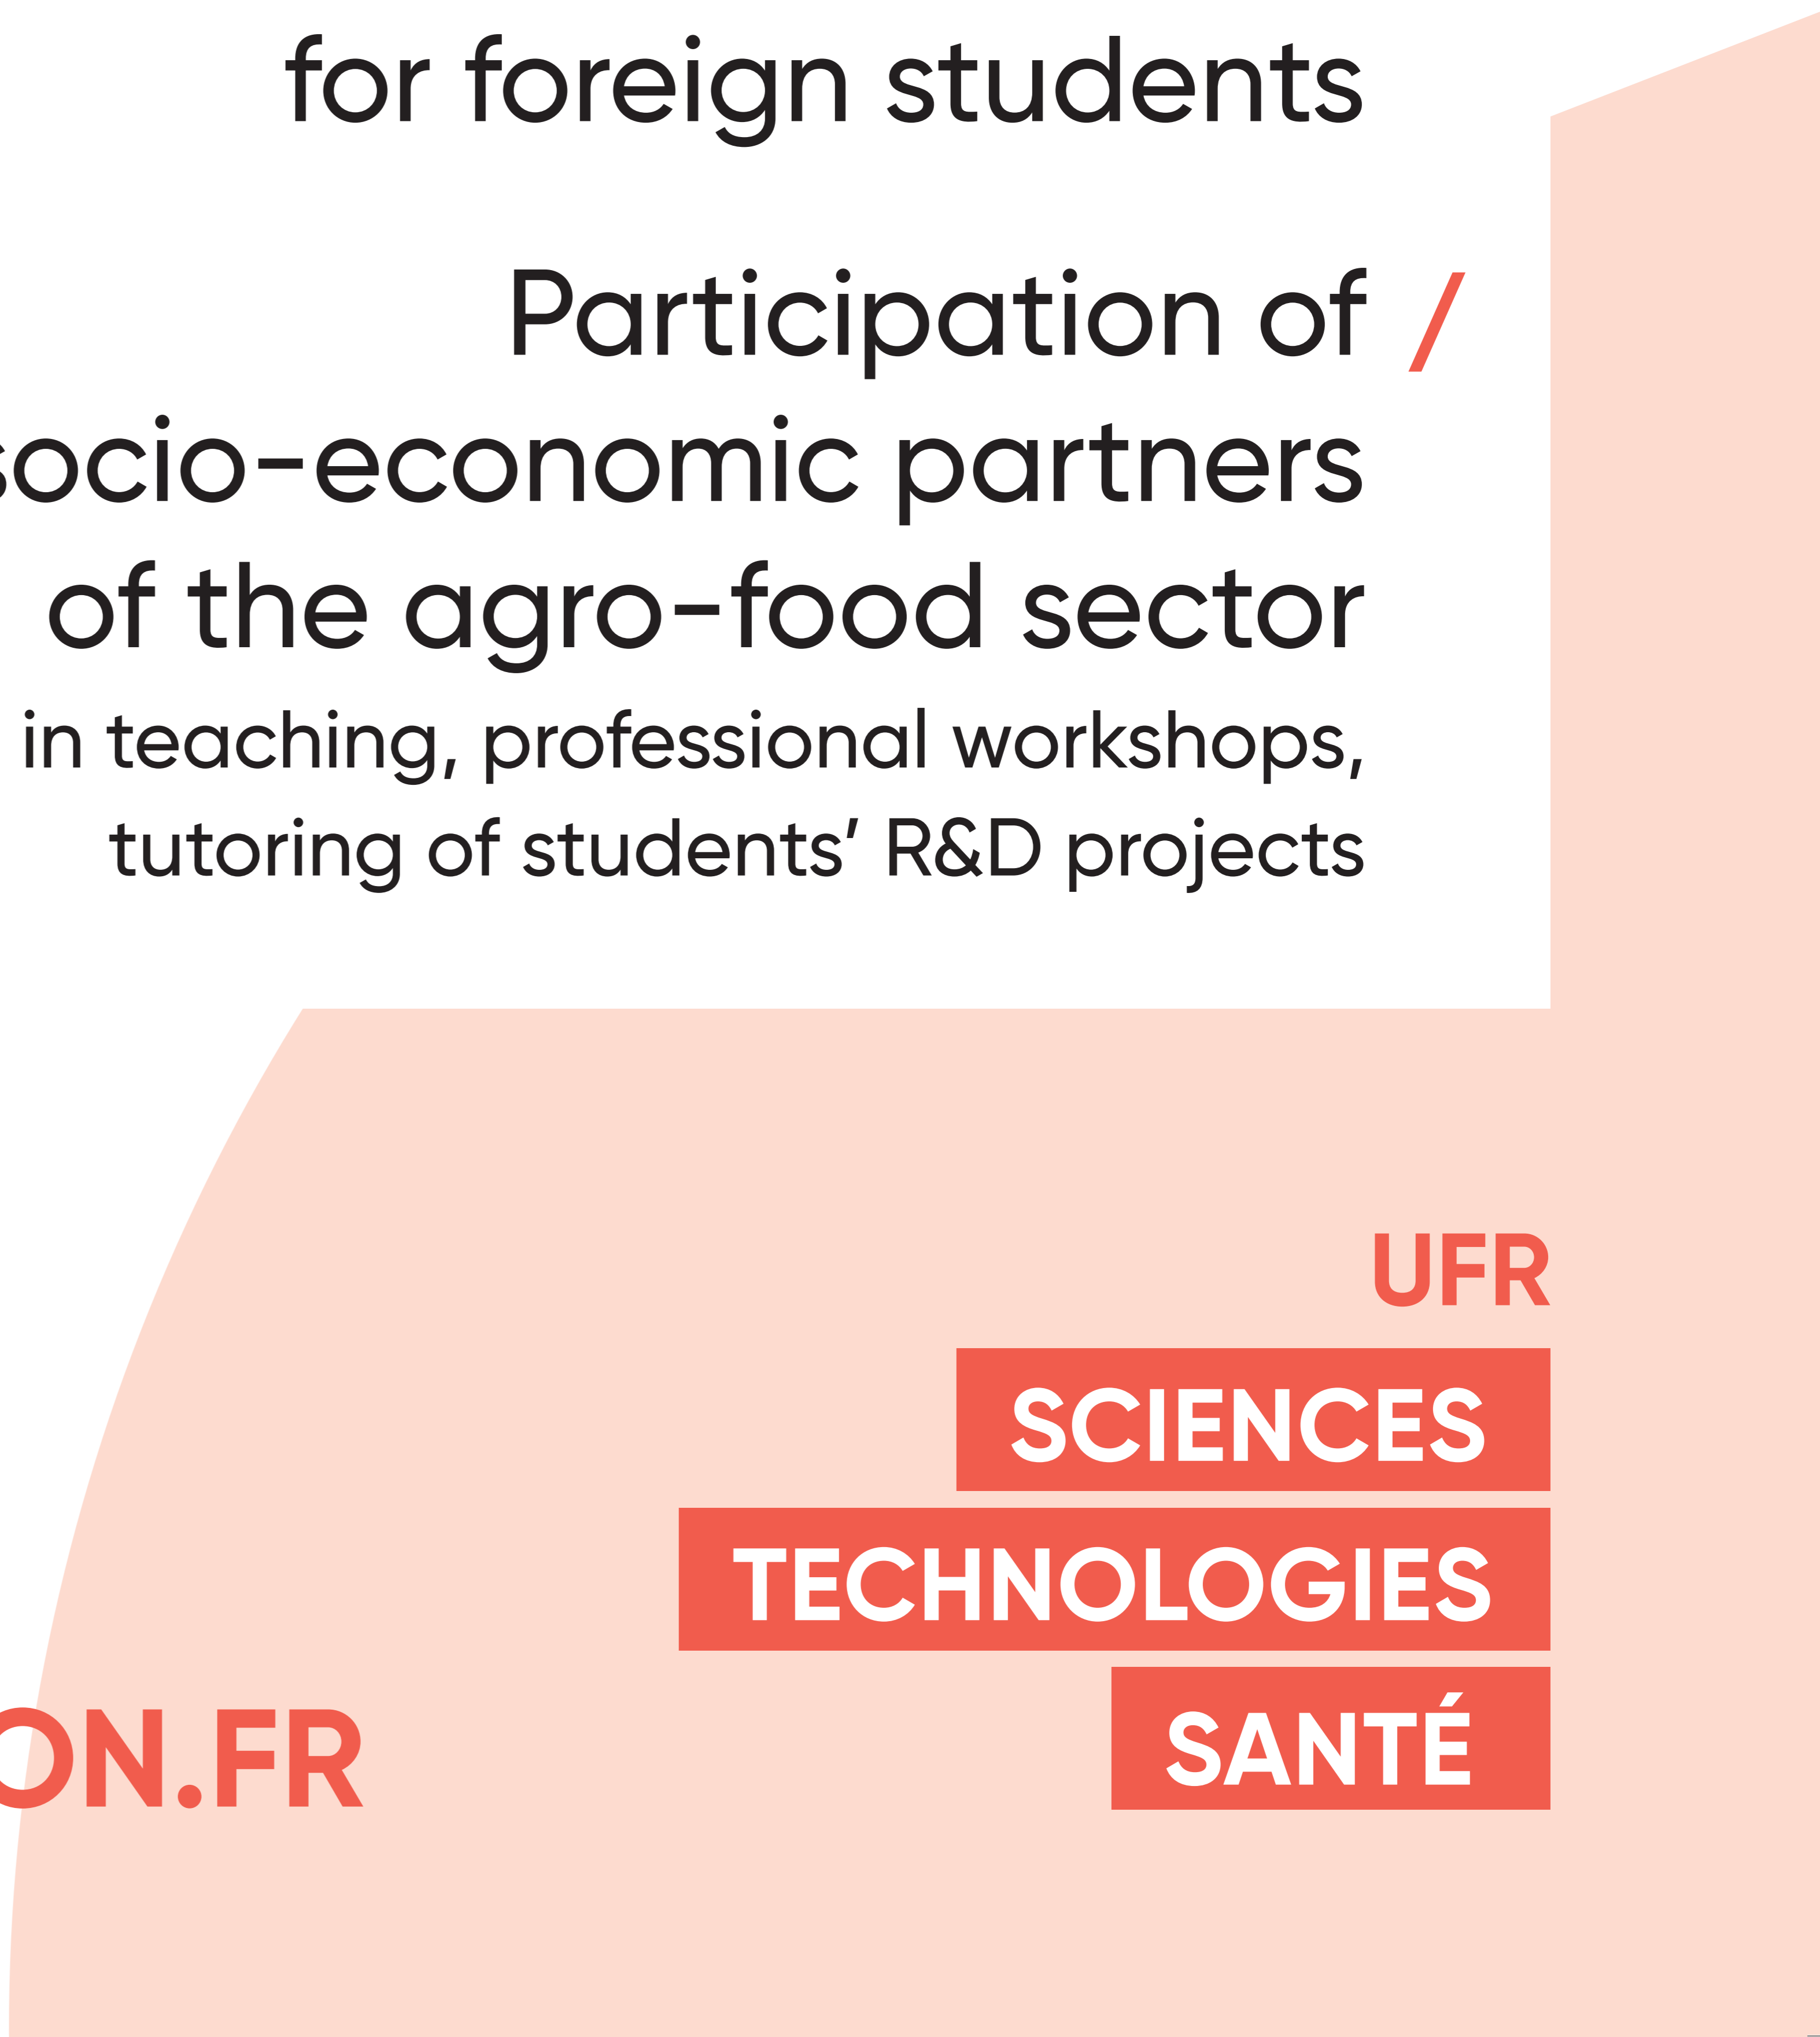 for foreign students
Participation of /
socio-economic partners
of the agro-food sector
in teaching, professional workshops,
tutoring of students’ R&D projects
UFR
SCIENCES
TECHNOLOGIES
SANTÉ
ON.FR